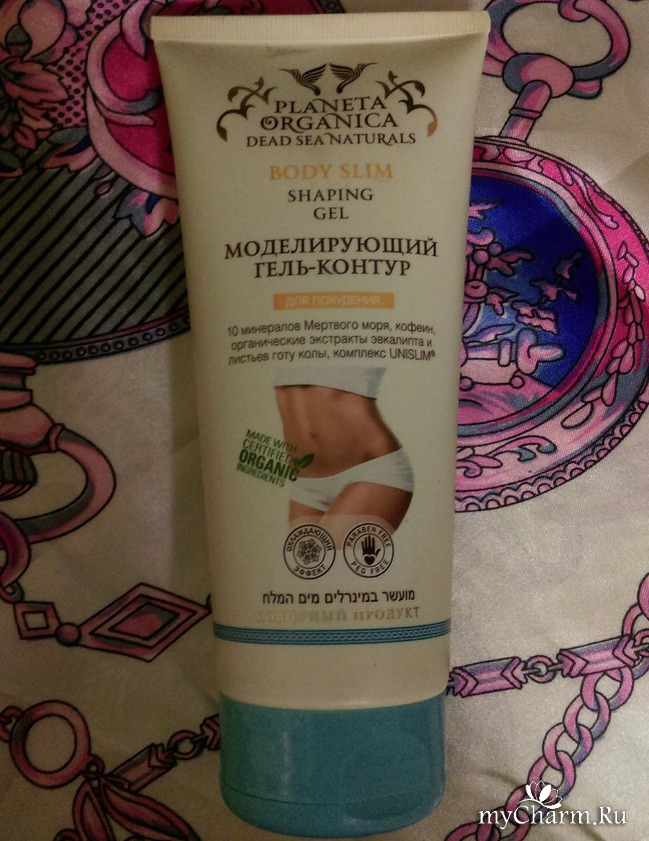 PLANETA
ORGANICA
DEAD SEA NATURALS
BODY SLIM
SHAPING
GEL
МОДЕЛИРУЮЩИЙ
ГЕЛЬ-КОНТУР
ДЛЯ ПОХУДЕНИЯ
10 минералов Мертвого моря, кофеин,
органические экстракты эвкалипта и
листьев готу колы, комплекс UNISLIM®
MADE WITH
CERTIFIED
ORGANIC
INGREDIENTS
ОХЛАЖДАЮЩИЙ
ЭФФЕКТ
PARABEN FREE
PEG FREE
מועשר במינרלים מים המלח
ПРОДУКТ
myCharm.Ru